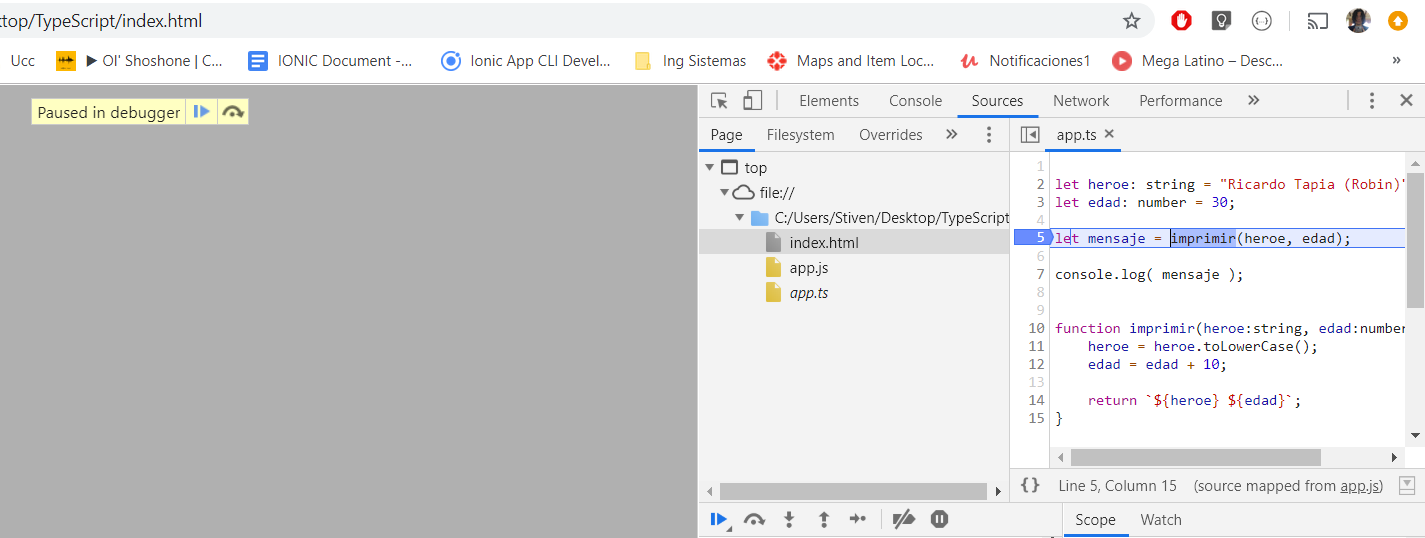 ktop/TypeScript/index.html
Ucc
▶ Ol' Shoshone | C...
IONIC Document -...
Ionic App CLI Devel...
Ing Sistemas
Maps and Item Loc...
Notificaciones1
Mega Latino – Desc...
»
Paused in debugger
Elements Console Sources Network Performance »
Page Filesystem Overrides »
top
file://
C:/Users/Stiven/Desktop/TypeScript
index.html
app.js
app.ts
app.ts ×
1
2 let heroe: string = "Ricardo Tapia (Robin)"
3 let edad: number = 30;
4
5 let mensaje = imprimir(heroe, edad);
6
7 console.log( mensaje );
8
9
10 function imprimir(heroe:string, edad:number
11 heroe = heroe.toLowerCase();
12 edad = edad + 10;
13
14 return `${heroe} ${edad}`;
15 }
{} Line 5, Column 15 (source mapped from app.js)
Scope Watch